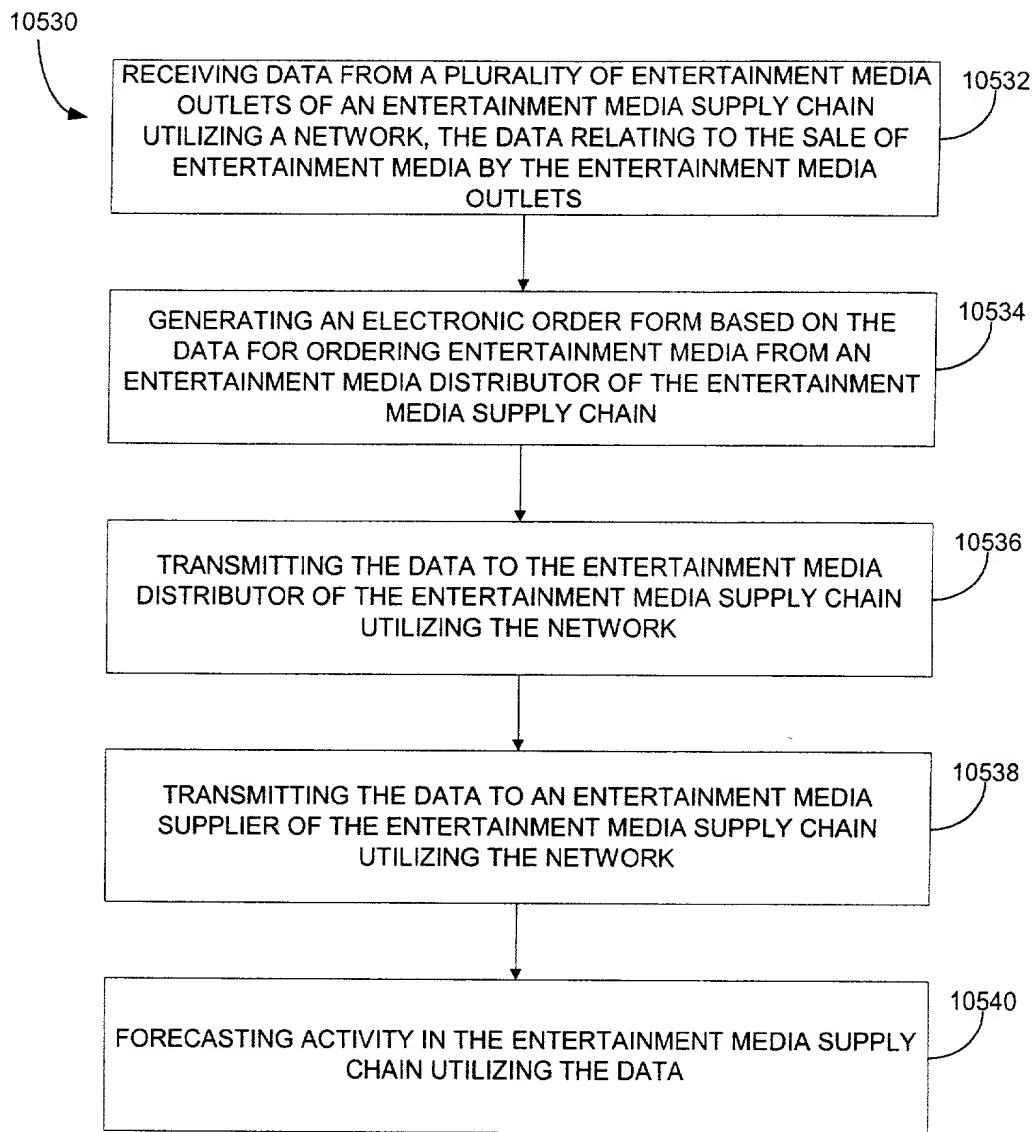 10530
RECEIVING DATA FROM A PLURALITY OF ENTERTAINMENT MEDIA
OUTLETS OF AN ENTERTAINMENT MEDIA SUPPLY CHAIN
UTILIZING A NETWORK, THE DATA RELATING TO THE SALE OF
ENTERTAINMENT MEDIA BY THE ENTERTAINMENT MEDIA
OUTLETS
10532
GENERATING AN ELECTRONIC ORDER FORM BASED ON THE
DATA FOR ORDERING ENTERTAINMENT MEDIA FROM AN
ENTERTAINMENT MEDIA DISTRIBUTOR OF THE ENTERTAINMENT
MEDIA SUPPLY CHAIN
10534
TRANSMITTING THE DATA TO THE ENTERTAINMENT MEDIA
DISTRIBUTOR OF THE ENTERTAINMENT MEDIA SUPPLY CHAIN
UTILIZING THE NETWORK
10536
TRANSMITTING THE DATA TO AN ENTERTAINMENT MEDIA
SUPPLIER OF THE ENTERTAINMENT MEDIA SUPPLY CHAIN
UTILIZING THE NETWORK
10538
FORECASTING ACTIVITY IN THE ENTERTAINMENT MEDIA SUPPLY
CHAIN UTILIZING THE DATA
10540